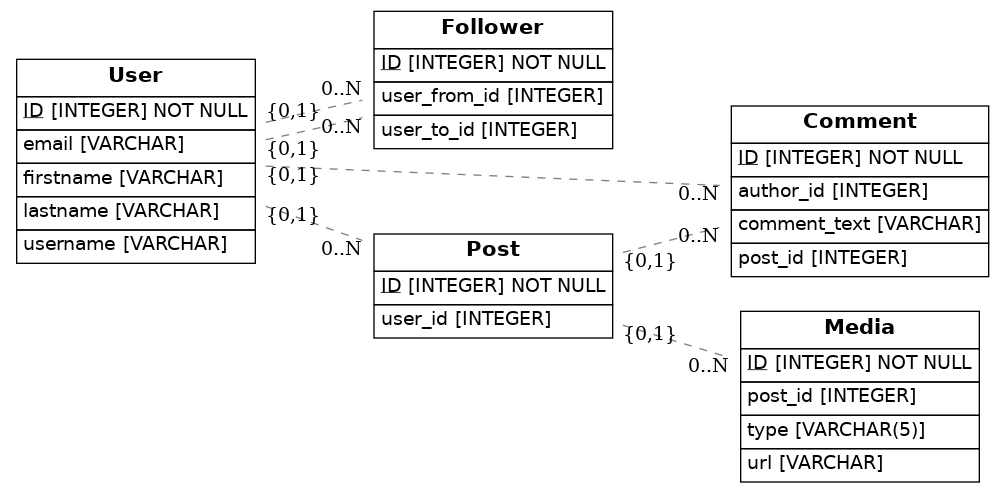 User
ID [INTEGER] NOT NULL
email [VARCHAR]
firstname [VARCHAR]
lastname [VARCHAR]
username [VARCHAR]
{0,1}
0..N
{0,1}
0..N
{0,1}
0..N
{0,1}
0..N
Follower
ID [INTEGER] NOT NULL
user_from_id [INTEGER]
user_to_id [INTEGER]
Post
ID [INTEGER] NOT NULL
user_id [INTEGER]
{0,1}
0..N
{0,1}
0..N
Comment
ID [INTEGER] NOT NULL
author_id [INTEGER]
comment_text [VARCHAR]
post_id [INTEGER]
Media
ID [INTEGER] NOT NULL
post_id [INTEGER]
type [VARCHAR(5)]
url [VARCHAR]